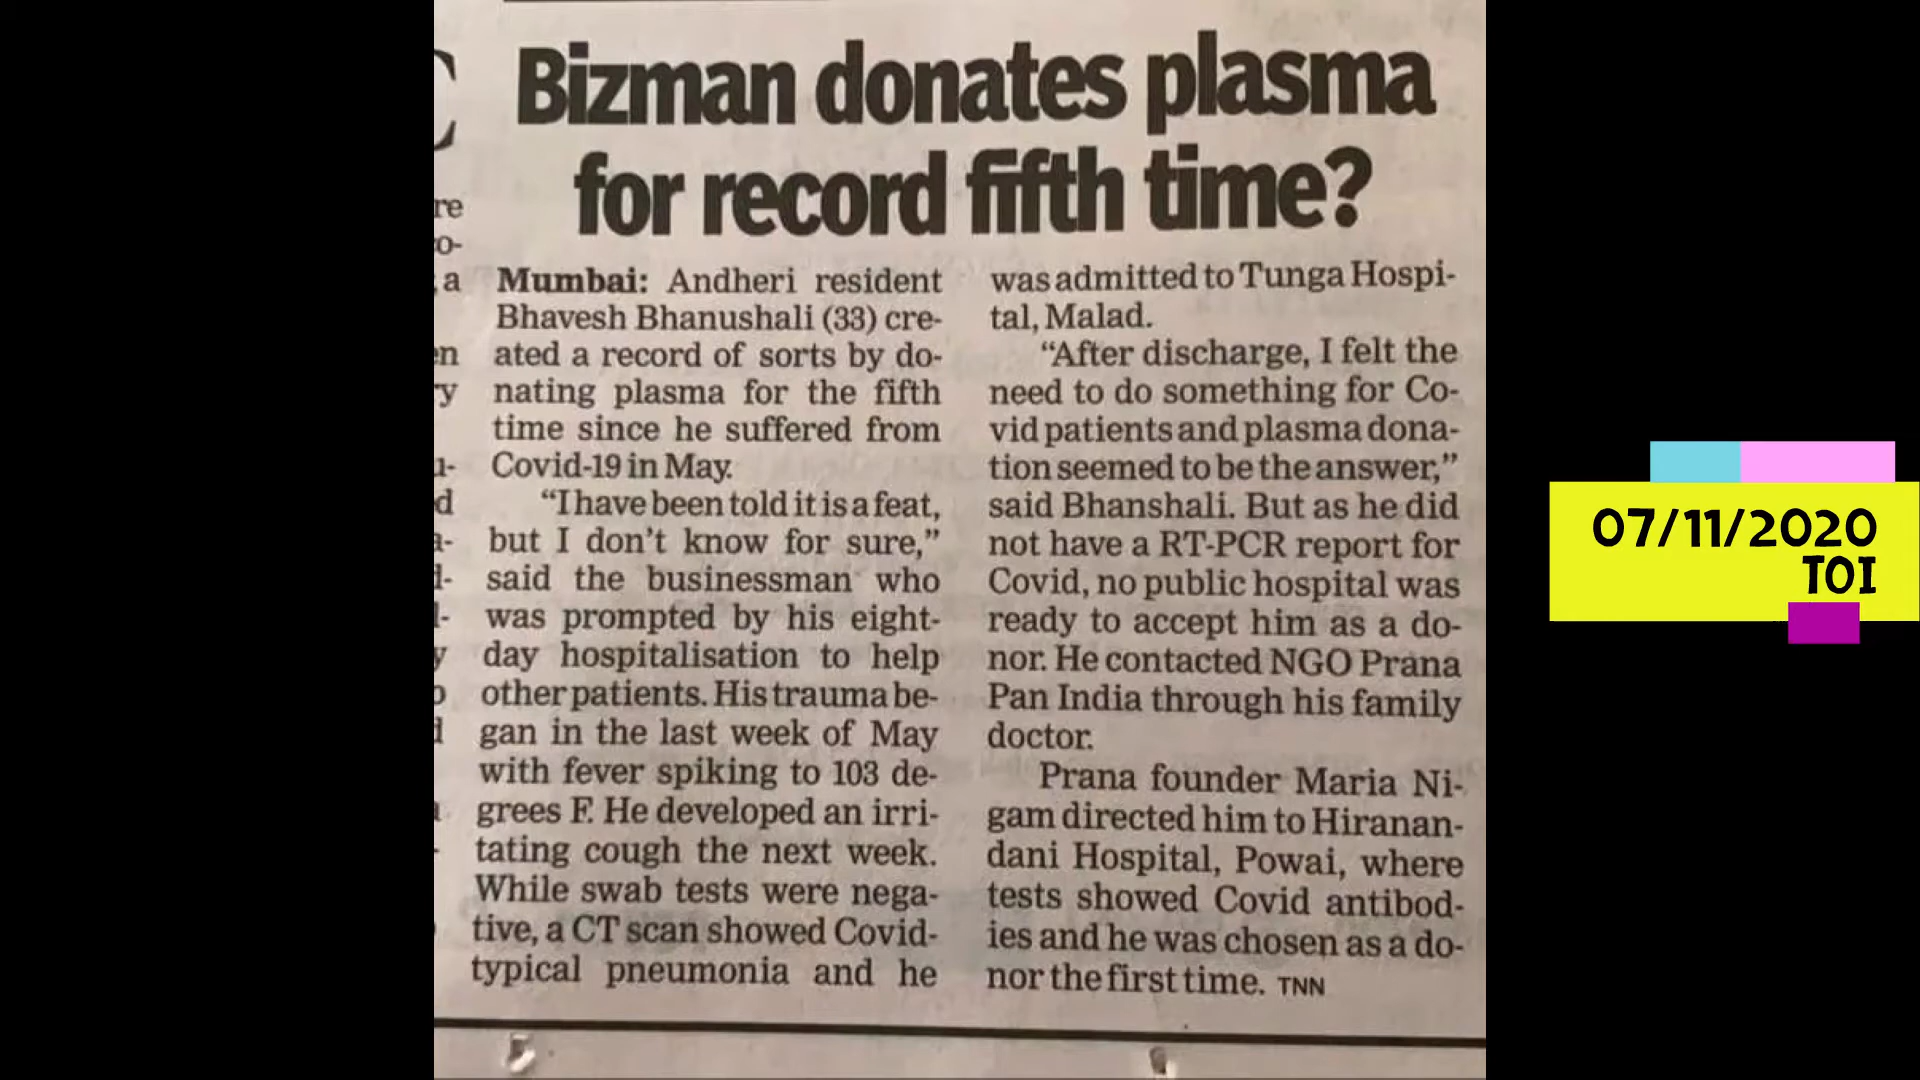 Bizman donates plasma
for record fifth time?
re
o-
a
en
ry
u-
d
a-
d-
l-
y
o
d
Mumbai: Andheri resident
Bhavesh Bhanushali (33) cre-
ated a record of sorts by do-
nating plasma for the fifth
time since he suffered from
Covid-19 in May.
“I have been told it is a feat,
but I don’t know for sure,”
said the businessman who
was prompted by his eight-
day hospitalisation to help
other patients. His trauma be-
gan in the last week of May
with fever spiking to 103 de-
grees F. He developed an irri-
tating cough the next week.
While swab tests were nega-
tive, a CT scan showed Covid-
typical pneumonia and he
was admitted to Tunga Hospi-
tal, Malad.
“After discharge, I felt the
need to do something for Co-
vid patients and plasma dona-
tion seemed to be the answer,”
said Bhanshali. But as he did
not have a RT-PCR report for
Covid, no public hospital was
ready to accept him as a do-
nor. He contacted NGO Prana
Pan India through his family
doctor.
Prana founder Maria Ni-
gam directed him to Hiranan-
dani Hospital, Powai, where
tests showed Covid antibod-
ies and he was chosen as a do-
nor the first time. TNN
07/11/2020
TOI